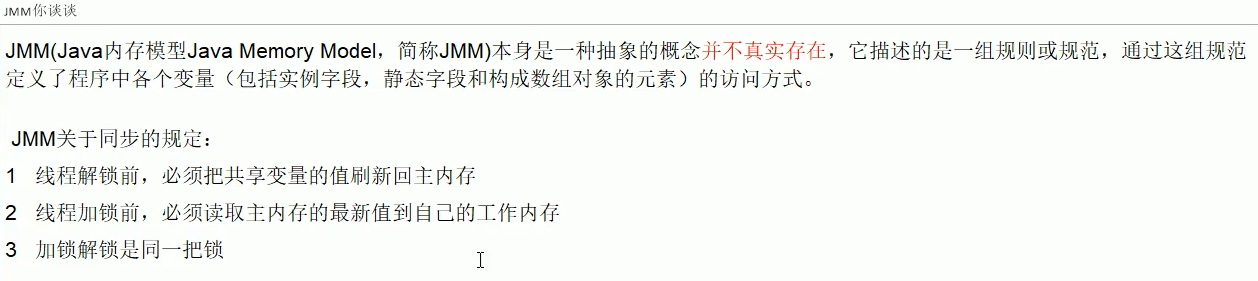 JMM你谈谈
JMM(Java内存模型Java Memory Model，简称JMM)本身是一种抽象的概念并不真实存在，它描述的是一组规则或规范，通过这组规范
定义了程序中各个变量（包括实例字段，静态字段和构成数组对象的元素）的访问方式。
JMM关于同步的规定：
1 线程解锁前，必须把共享变量的值刷新回主内存
2 线程加锁前，必须读取主内存的最新值到自己的工作内存
3 加锁解锁是同一把锁